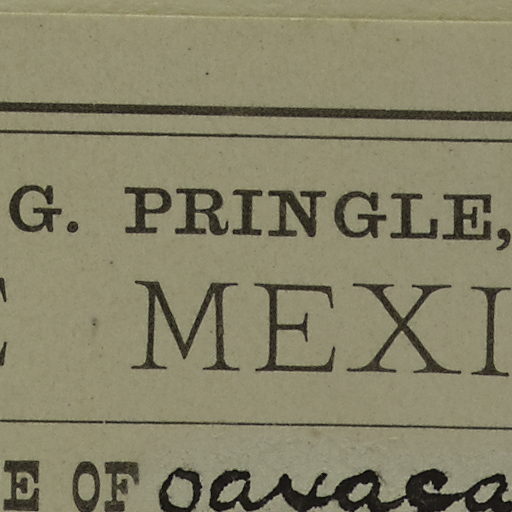 G. PRINGLE,
E MEXI
E OF Oaxaca